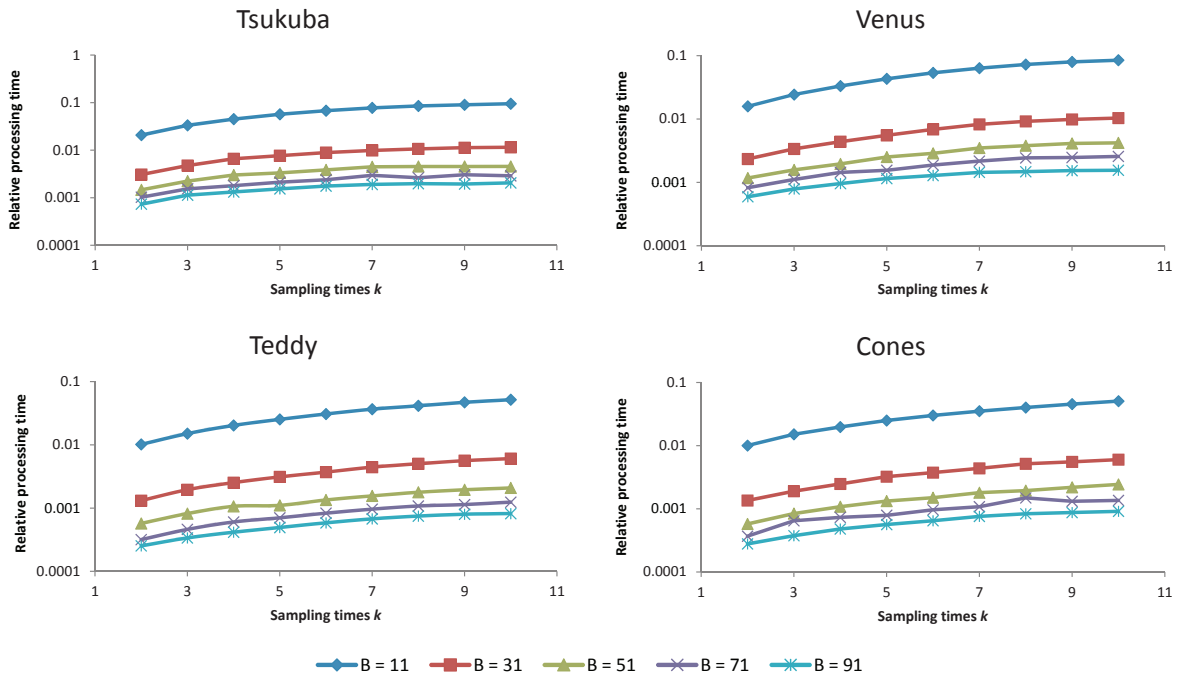 Tsukuba
Relative processing time
1
0.1
0.01
0.001
0.0001
1 3 5 7 9 11
Sampling times k
Venus
Relative processing time
0.1
0.01
0.001
0.0001
1 3 5 7 9 11
Sampling times k
Teddy
Relative processing time
0.1
0.01
0.001
0.0001
1 3 5 7 9 11
Sampling times k
Cones
Relative processing time
0.1
0.01
0.001
0.0001
1 3 5 7 9 11
Sampling times k
B = 11 B = 31 B = 51 B = 71 B = 91